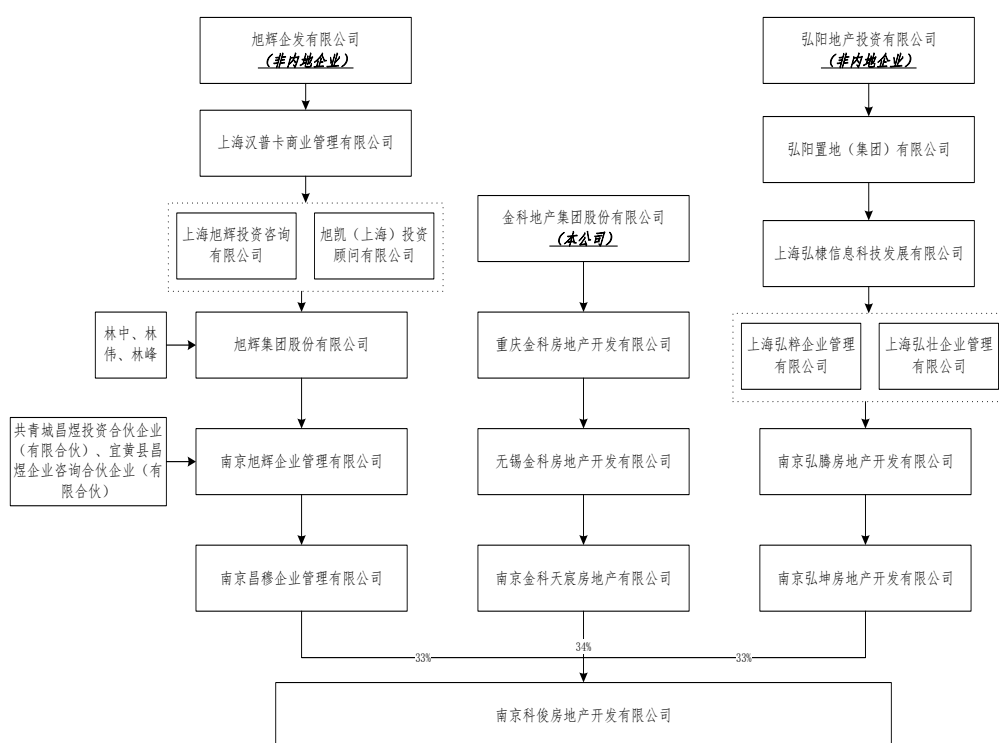 旭辉企发有限公司
（非内地企业）
弘阳地产投资有限公司
（非内地企业）
上海汉普卡商业管理有限公司
弘阳置地（集团）有限公司
上海旭辉投资咨询
有限公司
旭凯（上海）投资
顾问有限公司
金科地产集团股份有限公司
（本公司）
上海弘棣信息科技发展有限公司
林中、林
伟、林峰
旭辉集团股份有限公司
重庆金科房地产开发有限公司
上海弘粹企业管理
有限公司
上海弘壮企业管理
有限公司
共青城昌煜投资合伙企业
（有限合伙）、宜黄县昌
煜企业咨询合伙企业（有
限合伙）
南京旭辉企业管理有限公司
无锡金科房地产开发有限公司
南京弘腾房地产开发有限公司
南京昌穆企业管理有限公司
南京金科天宸房地产有限公司
南京弘坤房地产开发有限公司
33%
34%
33%
南京科俊房地产开发有限公司